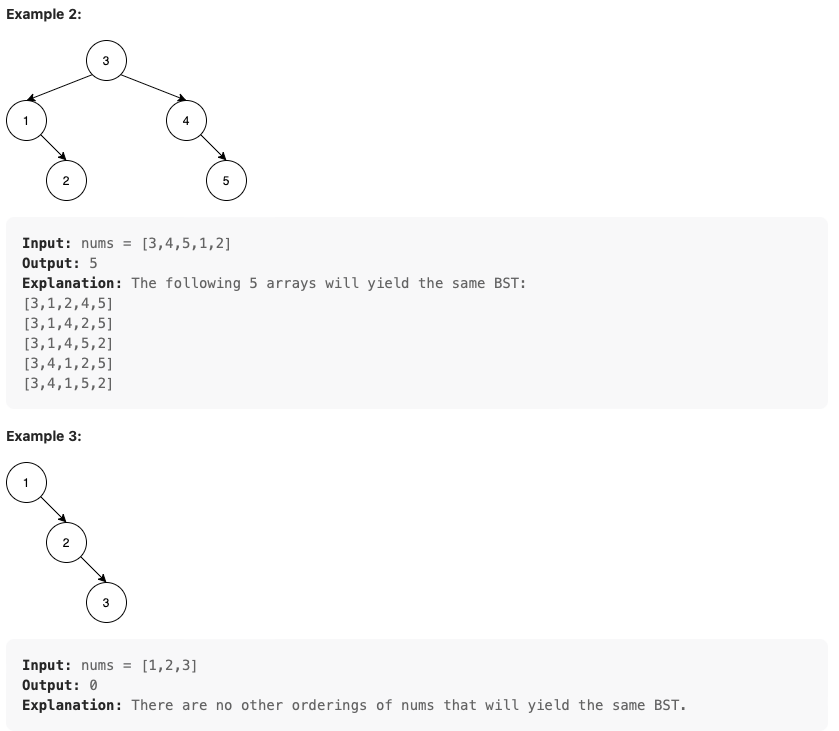 Example 2:
3
1
4
2
5
Input: nums = [3,4,5,1,2]
Output: 5
Explanation: The following 5 arrays will yield the same BST:
[3,1,2,4,5]
[3,1,4,2,5]
[3,1,4,5,2]
[3,4,1,2,5]
[3,4,1,5,2]
Example 3:
1
2
3
Input: nums = [1,2,3]
Output: 0
Explanation: There are no other orderings of nums that will yield the same BST.